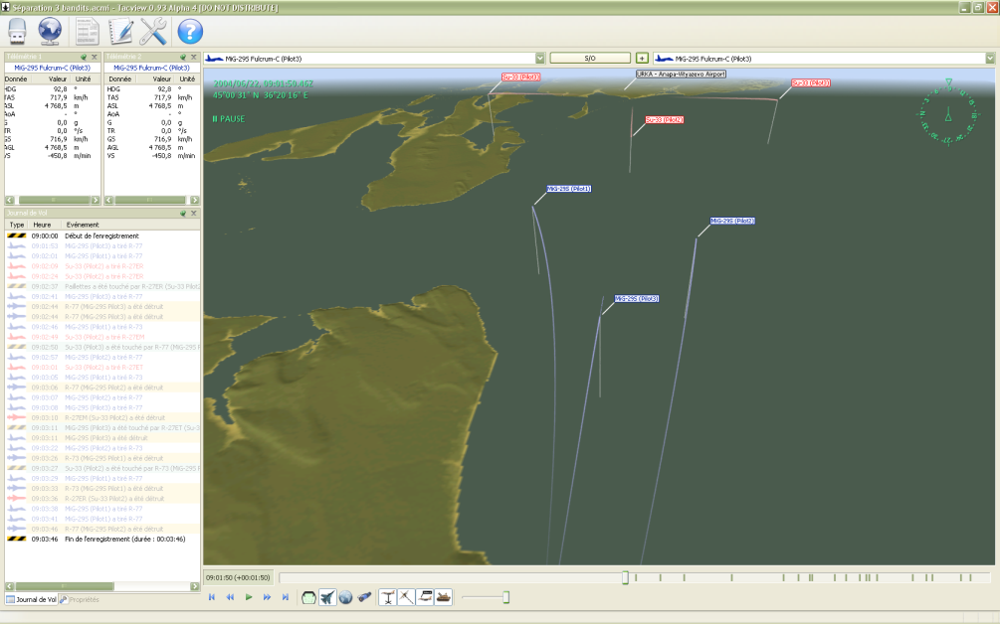 Séparation 3 bandits.acmi - Tacview 0.93 Alpha 4 [DO NOT DISTRIBUTE]
Télémétrie 1
Télémétrie 2
MiG-29S Fulcrum-C (Pilot3)
MiG-29S Fulcrum-C (Pilot3)
Donnée Valeur Unité
Donnée Valeur Unité
HDG 92,8 °
TAS 717,9 km/h
ASL 4 768,5 m
AoA - °
G 0,0 g
TR 0,0 °/s
GS 716,9 km/h
AGL 4 768,5 m
VS -450,8 m/min
HDG 92,8 °
TAS 717,9 km/h
ASL 4 768,5 m
AoA - °
G 0,0 g
TR 0,0 °/s
GS 716,9 km/h
AGL 4 768,5 m
VS -450,8 m/min
Journal de Vol
Type Heure Evénement
09:00:00 Début de l'enregistrement
09:01:53 MiG-29S (Pilot3) a tiré R-77
09:02:01 MiG-29S (Pilot1) a tiré R-77
09:02:09 Su-33 (Pilot2) a tiré R-27ER
09:02:24 Su-33 (Pilot2) a tiré R-27ER
09:02:37 Paillettes a été touché par R-27ER (Su-33 Pilot
09:02:41 MiG-29S (Pilot3) a tiré R-77
09:02:44 R-77 (MiG-29S Pilot3) a été détruit
09:02:44 R-77 (MiG-29S Pilot3) a été détruit
09:02:46 MiG-29S (Pilot1) a tiré R-73
09:02:49 Su-33 (Pilot2) a tiré R-27EM
09:02:50 Su-33 (Pilot3) a été touché par R-77 (MiG-29S P
09:02:57 MiG-29S (Pilot2) a tiré R-77
09:03:01 Su-33 (Pilot2) a tiré R-27ET
09:03:05 MiG-29S (Pilot1) a tiré R-73
09:03:06 R-77 (MiG-29S Pilot2) a été détruit
09:03:07 MiG-29S (Pilot2) a tiré R-77
09:03:08 MiG-29S (Pilot3) a tiré R-77
09:03:10 R-27EM (Su-33 Pilot2) a été détruit
09:03:11 MiG-29S (Pilot3) a été touché par R-27ET (Su-3
09:03:11 MiG-29S (Pilot3) a été détruit
09:03:22 MiG-29S (Pilot2) a tiré R-73
09:03:26 R-73 (MiG-29S Pilot1) a été détruit
09:03:27 Su-33 (Pilot2) a été touché par R-73 (MiG-29S P
09:03:29 MiG-29S (Pilot1) a tiré R-77
09:03:33 R-73 (MiG-29S Pilot1) a été détruit
09:03:36 R-27ER (Su-33 Pilot2) a été détruit
09:03:38 MiG-29S (Pilot1) a tiré R-77
09:03:41 MiG-29S (Pilot1) a tiré R-77
09:03:46 R-77 (MiG-29S Pilot2) a été détruit
09:03:46 Fin de l'enregistrement (durée : 00:03:46)
Journal de Vol
Propriétés
MiG-29S Fulcrum-C (Pilot3)
S/O
MiG-29S Fulcrum-C (Pilot3)
45°00'31" N 36°20'16" E
PAUSE
Su-33 (Pilot3)
URKA - Anapa-Vityazevo Airport
Su-33 (Pilot3)
Su-33 (Pilot2)
MiG-29S (Pilot1)
MiG-29S (Pilot2)
MiG-29S (Pilot3)
09:01:50 (+00:01:50)